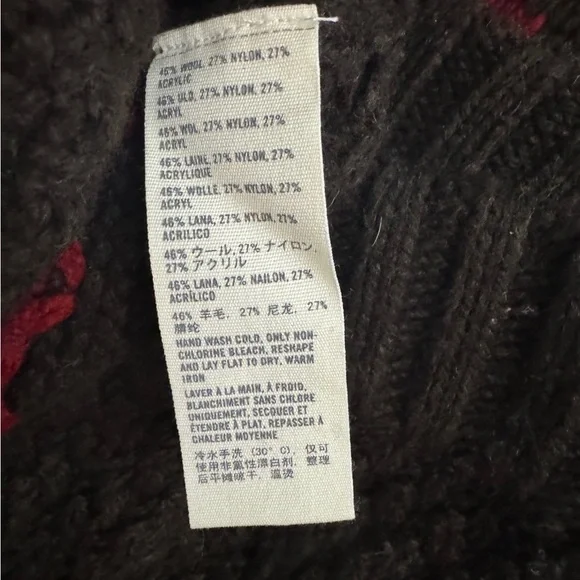 46% WOOL, 27% NYLON, 27%
ACRYLIC
46% ULD, 27% NYLON, 27%
ACRYL
46% WOL, 27% NYLON, 27%
ACRYL
46% LAINE, 27% NYLON, 27%
ACRYLIQUE
46% WOLLE, 27% NYLON, 27%
ACRYL
46% LANA, 27% NYLON, 27%
ACRILICO
46% ウール, 27% ナイロン,
27% アクリル
46% LANA, 27% NAILON, 27%
ACRÍLICO
46% 羊毛, 27% 尼龙, 27%
腈纶
HAND WASH COLD, ONLY NON-
CHLORINE BLEACH, RESHAPE
AND LAY FLAT TO DRY, WARM
IRON
LAVER À LA MAIN, À FROID,
BLANCHIMENT SANS CHLORE
UNIQUEMENT, SECOUER ET
ÉTENDRE À PLAT, REPASSER À
CHALEUR MOYENNE
冷水手洗 (30° C), 仅可
使用非氯性漂白剂, 整理
后平摊晾干, 温烫